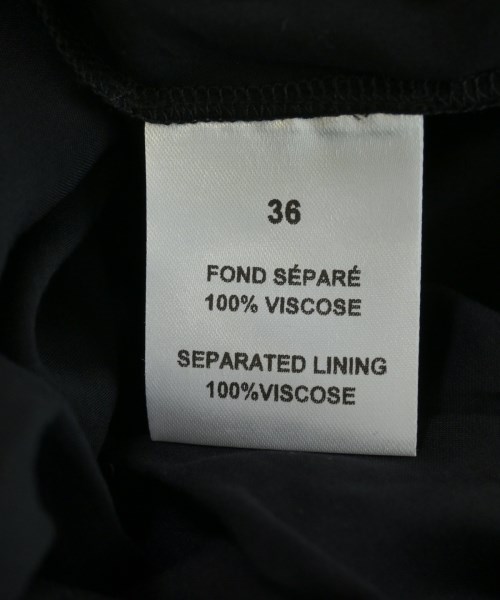 36
FOND SÉPARÉ
100% VISCOSE
SEPARATED LINING
100%VISCOSE